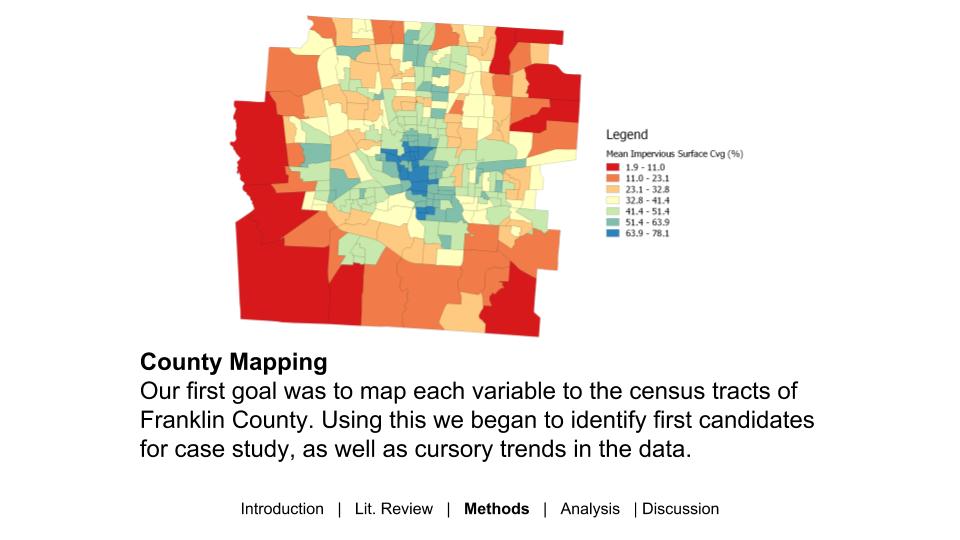 Legend
Mean Impervious Surface Cvg (%)
1.9 - 11.0
11.0 - 23.1
23.1 - 32.8
32.8 - 41.4
41.4 - 51.4
51.4 - 63.9
63.9 - 78.1
County Mapping
Our first goal was to map each variable to the census tracts of
Franklin County. Using this we began to identify first candidates
for case study, as well as cursory trends in the data.
Introduction | Lit. Review | Methods | Analysis | Discussion